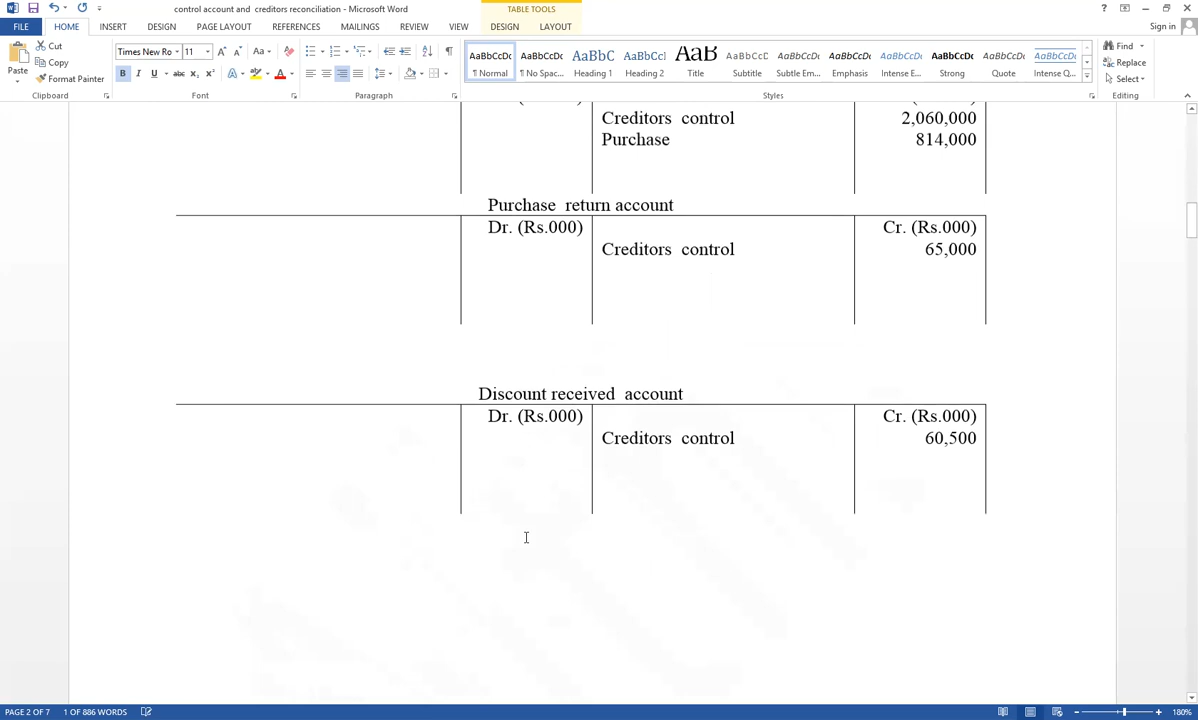 control account and creditors reconciliation - Microsoft Word
TABLE TOOLS
FILE HOME INSERT DESIGN PAGE LAYOUT REFERENCES MAILINGS REVIEW VIEW DESIGN LAYOUT Sign in
Paste Cut Copy Format Painter
Times New Ro 11
AaBbCcDc AaBbCcDc AaBbC AaBbCcI AaB AaBbCcC AaBbCcDc AaBbCcDc AaBbCcDc AaBbCcDc AaBbCcDc AaBbCcDc
¶ Normal ¶ No Spac... Heading 1 Heading 2 Title Subtitle Subtle Em... Emphasis Intense E... Strong Quote Intense Q...
Find Replace Select
Clipboard Font Paragraph Styles Editing
Creditors control 2,060,000
Purchase 814,000
Purchase return account
Dr. (Rs.000) Cr. (Rs.000)
Creditors control 65,000
Discount received account
Dr. (Rs.000) Cr. (Rs.000)
Creditors control 60,500
PAGE 2 OF 7 1 OF 886 WORDS 180%